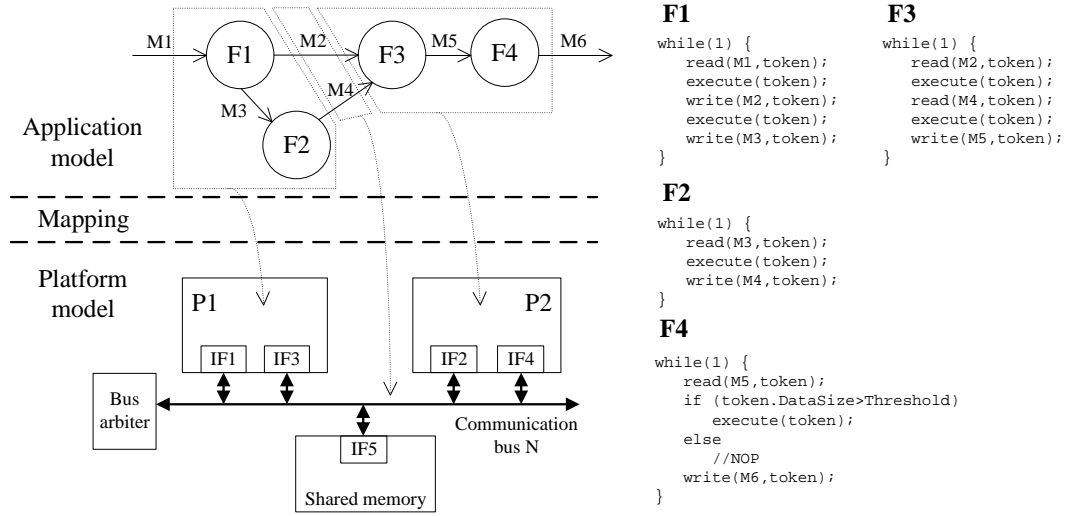 M1
F1
M2
F3
M5
F4
M6
M3
M4
F2
Application
model
Mapping
Platform
model
P1
P2
IF1
IF3
IF2
IF4
Bus
arbiter
Communication
bus N
IF5
Shared memory
F1
while(1) {
read(M1,token);
execute(token);
write(M2,token);
execute(token);
write(M3,token);
}
F3
while(1) {
read(M2,token);
execute(token);
read(M4,token);
execute(token);
write(M5,token);
}
F2
while(1) {
read(M3,token);
execute(token);
write(M4,token);
}
F4
while(1) {
read(M5,token);
if (token.DataSize>Threshold)
execute(token);
else
//NOP
write(M6,token);
}